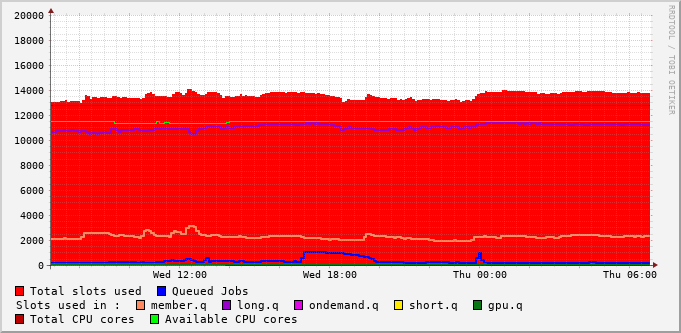 20000
18000
16000
14000
12000
10000
8000
6000
4000
2000
0
Wed 12:00 Wed 18:00 Thu 00:00 Thu 06:00
RRDTOOL / TOBI OETIKER
Total slots used Queued Jobs
Slots used in : member.q long.q ondemand.q short.q gpu.q
Total CPU cores Available CPU cores